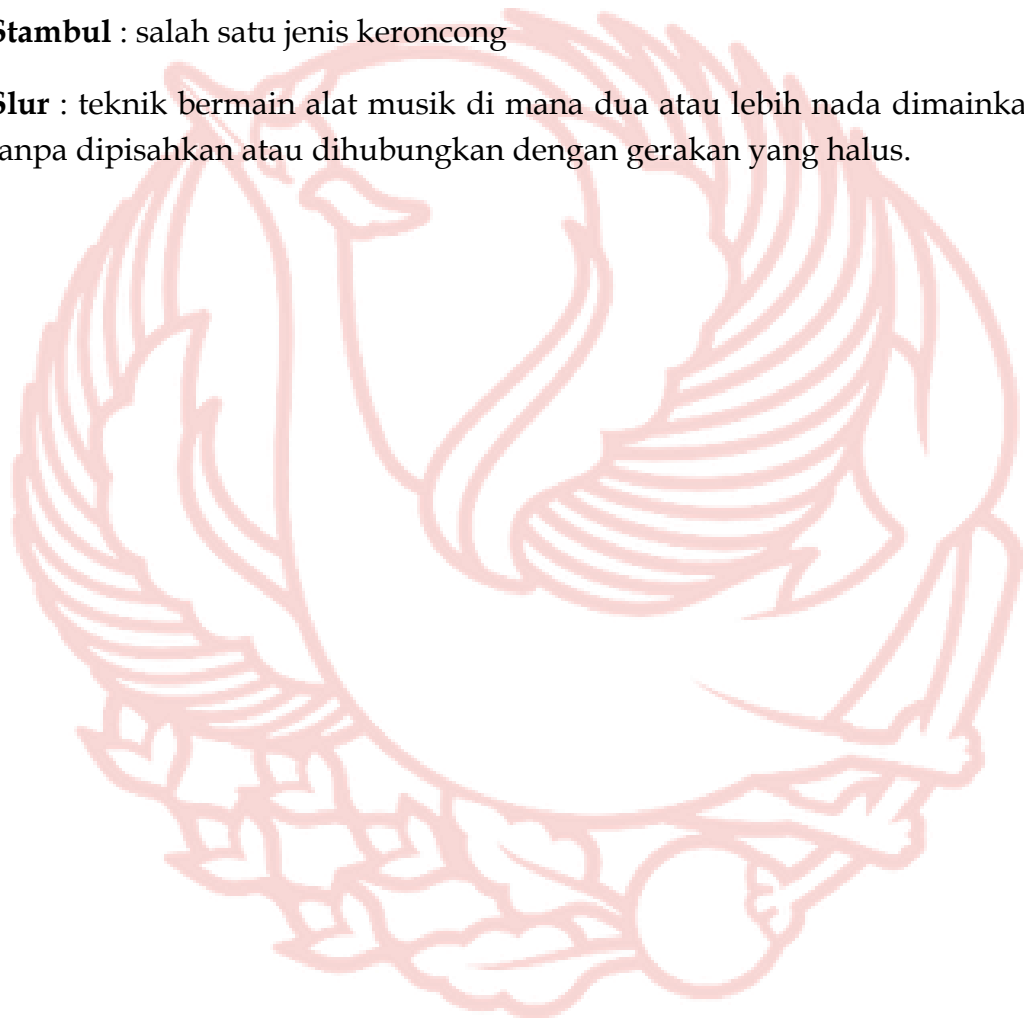 Stambul : salah satu jenis keroncong
Slur : teknik bermain alat musik di mana dua atau lebih nada dimainka
anpa dipisahkan atau dihubungkan dengan gerakan yang halus.